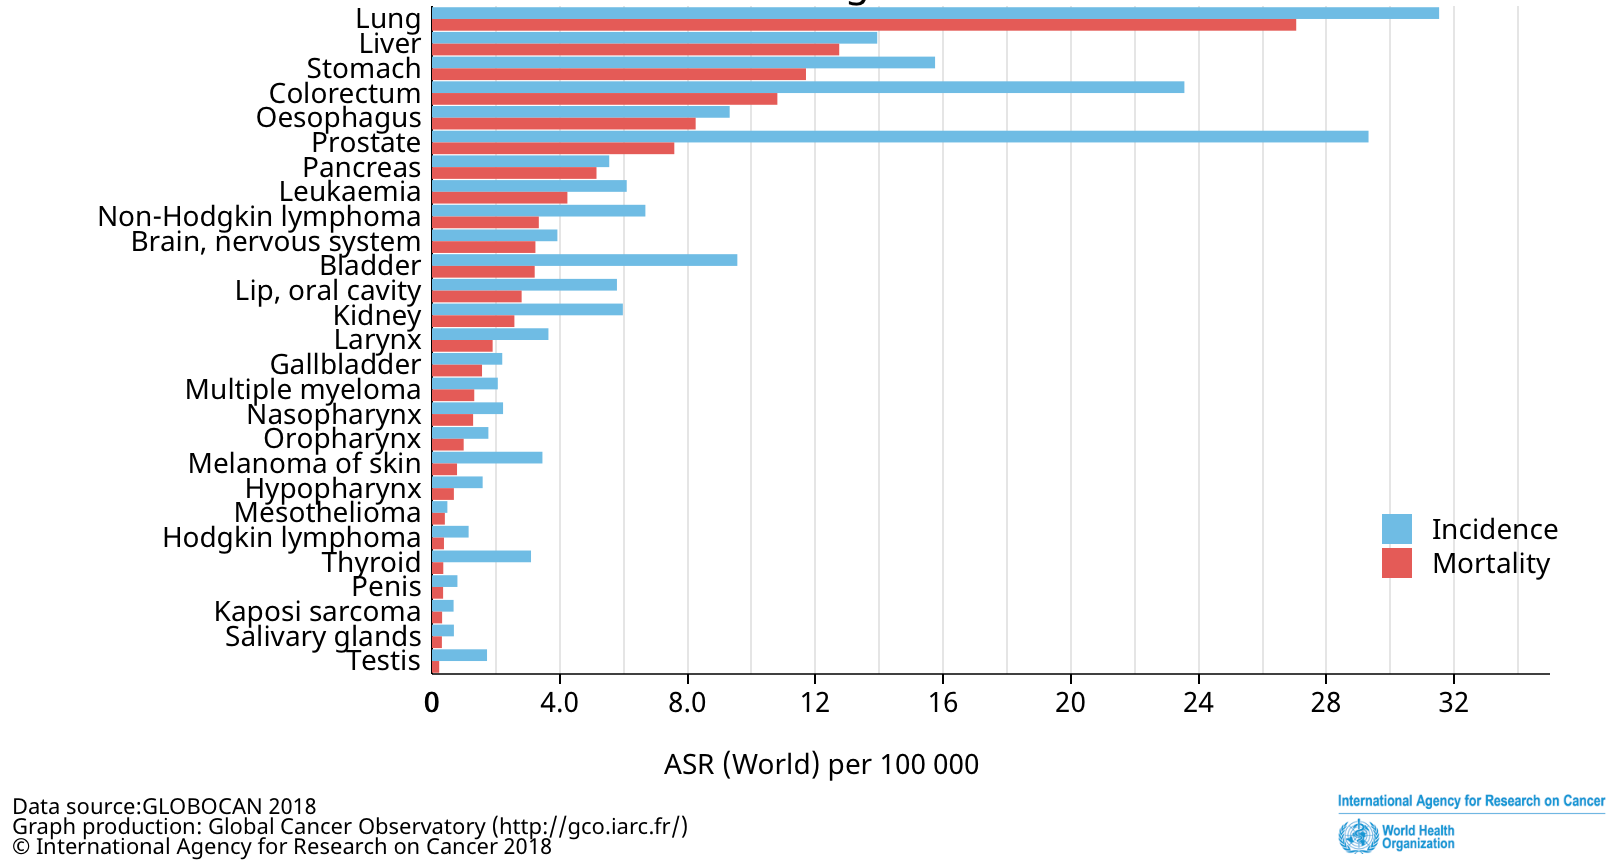 Lung
Liver
Stomach
Colorectum
Oesophagus
Prostate
Pancreas
Leukaemia
Non-Hodgkin lymphoma
Brain, nervous system
Bladder
Lip, oral cavity
Kidney
Larynx
Gallbladder
Multiple myeloma
Nasopharynx
Oropharynx
Melanoma of skin
Hypopharynx
Mesothelioma
Hodgkin lymphoma
Thyroid
Penis
Kaposi sarcoma
Salivary glands
Testis
Incidence
Mortality
0 4.0 8.0 12 16 20 24 28 32
ASR (World) per 100 000
Data source:GLOBOCAN 2018
Graph production: Global Cancer Observatory (http://gco.iarc.fr/)
© International Agency for Research on Cancer 2018
International Agency for Research on Cancer
World Health
Organization